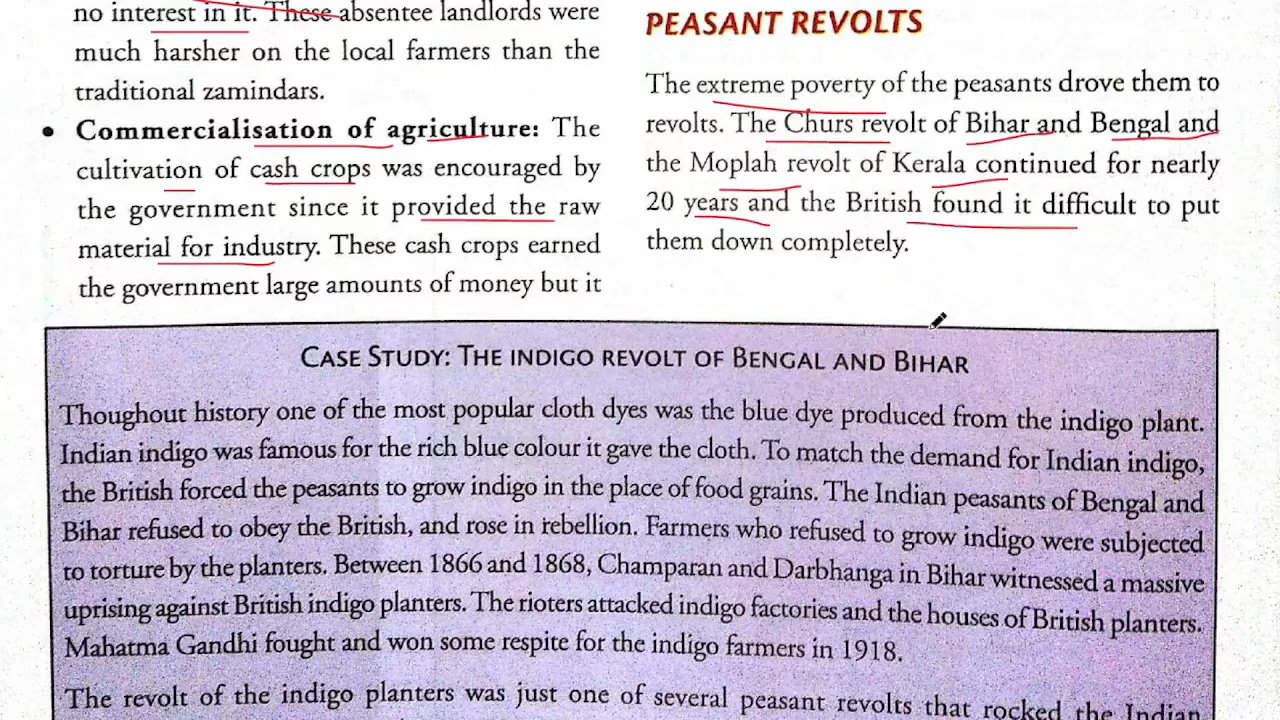 no interest in it. These absentee landlords were
much harsher on the local farmers than the
traditional zamindars.
• Commercialisation of agriculture: The
cultivation of cash crops was encouraged by
the government since it provided the raw
material for industry. These cash crops earned
the government large amounts of money but it
PEASANT REVOLTS
The extreme poverty of the peasants drove them to
revolts. The Churs revolt of Bihar and Bengal and
the Moplah revolt of Kerala continued for nearly
20 years and the British found it difficult to put
them down completely.
CASE STUDY: THE INDIGO REVOLT OF BENGAL AND BIHAR
Thoughout history one of the most popular cloth dyes was the blue dye produced from the indigo plant.
Indian indigo was famous for the rich blue colour it gave the cloth. To match the demand for Indian indigo,
the British forced the peasants to grow indigo in the place of food grains. The Indian peasants of Bengal and
Bihar refused to obey the British, and rose in rebellion. Farmers who refused to grow indigo were subjected
to torture by the planters. Between 1866 and 1868, Champaran and Darbhanga in Bihar witnessed a massive
uprising against British indigo planters. The rioters attacked indigo factories and the houses of British planters.
Mahatma Gandhi fought and won some respite for the indigo farmers in 1918.
The revolt of the indigo planters was just one of several peasant revolts that rocked the Indian